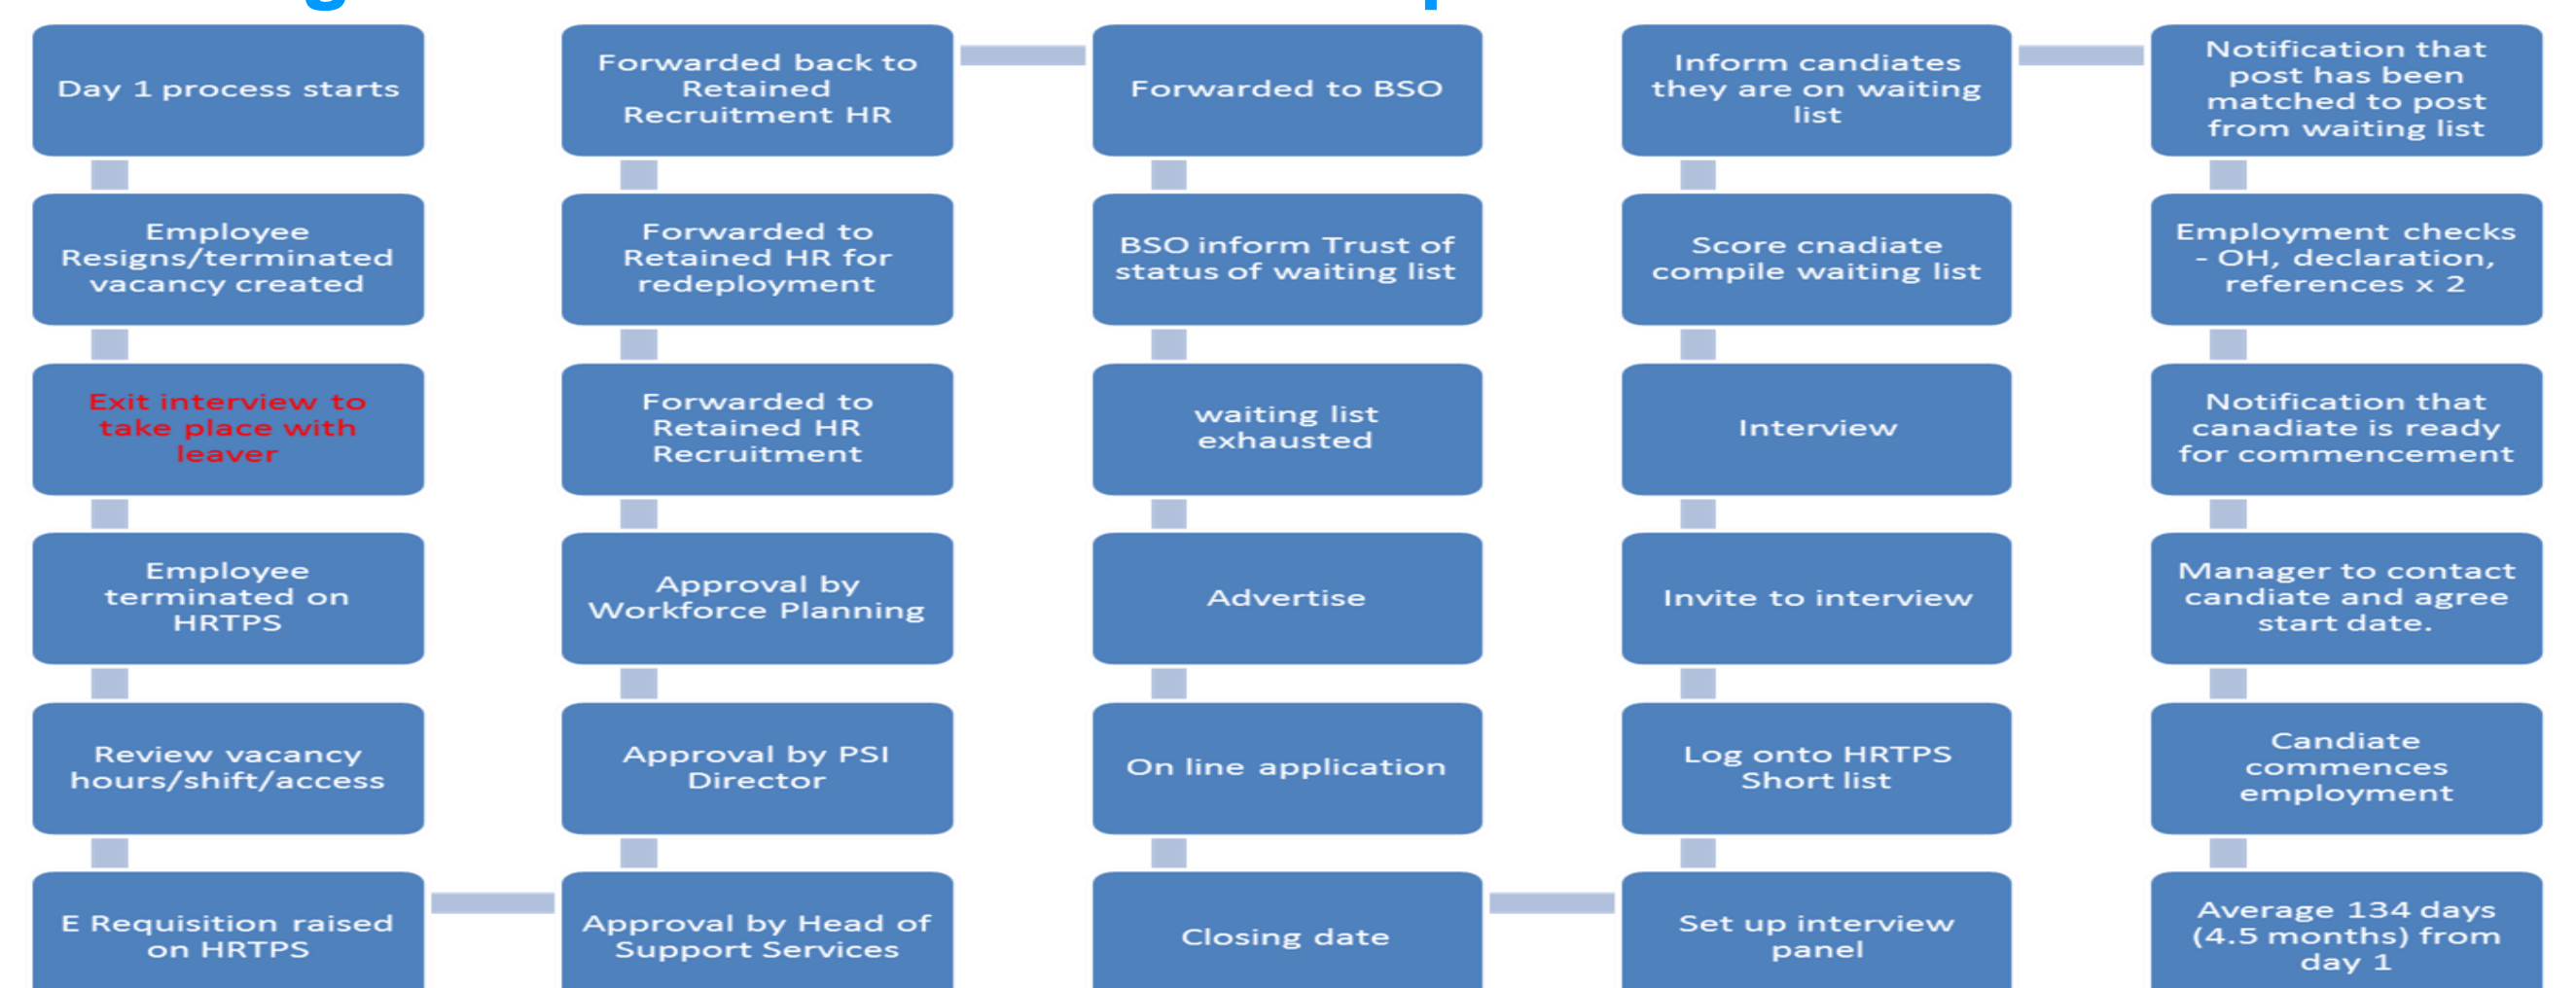 Day 1 process starts
Employee
Resigns/terminated
vacancy created
Exit interview to
take place with
leaver
Employee
terminated on
HRTPS
Review vacancy
hours/shift/access
E Requisition raised
on HRTPS
Approval by Head of
Support Services
Approval by PSI
Director
Approval by
Workforce Planning
Forwarded to
Retained HR
Recruitment
Forwarded to
Retained HR for
redeployment
Forwarded back to
Retained
Recruitment HR
Forwarded to BSO
BSO inform Trust of
status of waiting list
waiting list
exhausted
Advertise
On line application
Closing date
Set up interview
panel
Log onto HRTPS
Short list
Invite to interview
Interview
Score cnadiate
compile waiting list
Inform candiates
they are on waiting
list
Notification that
post has been
matched to post
from waiting list
Employment checks
- OH, declaration,
references x 2
Notification that
canadiate is ready
for commencement
Manager to contact
candiate and agree
start date.
Candiate
commences
employment
Average 134 days
(4.5 months) from
day 1